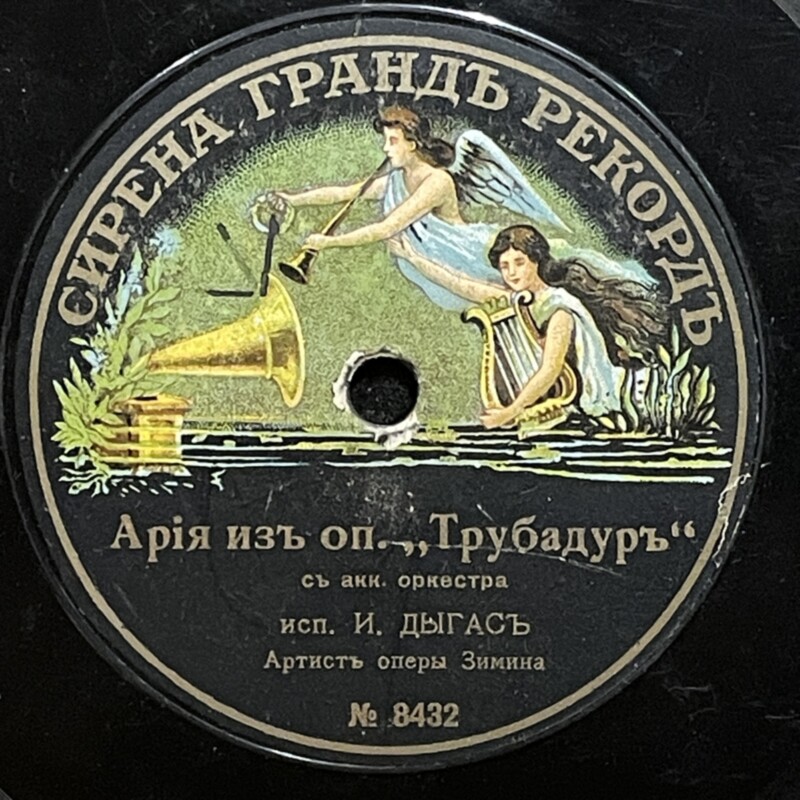 СИРЕНА ГРАНДЪ РЕКОРДЪ
Арія изъ оп. „Трубадуръ“
съ акк. оркестра
исп. И. ДЫГАСЪ
Артистъ оперы Зимина
№ 8432